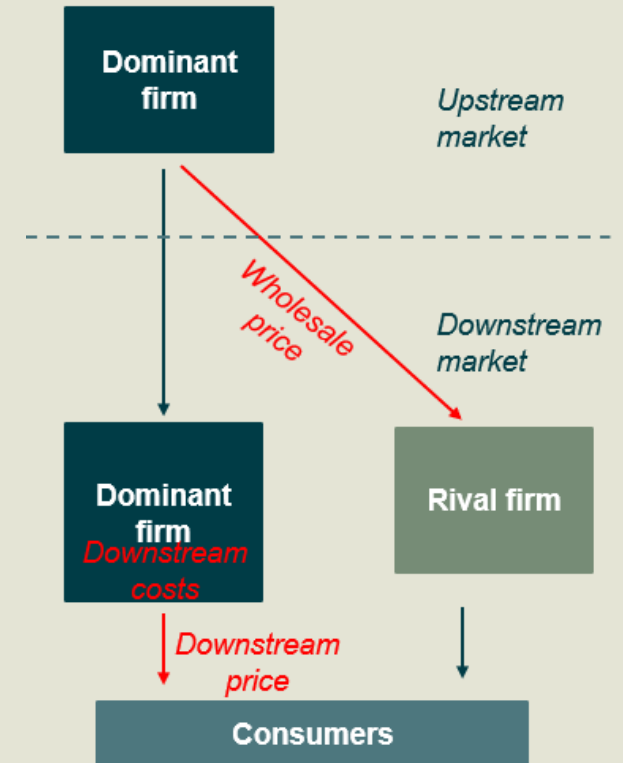 Dominant
firm
Upstream
market
Wholesale
price
Downstream
market
Dominant
firm
Downstream
costs
Rival firm
Downstream
price
Consumers